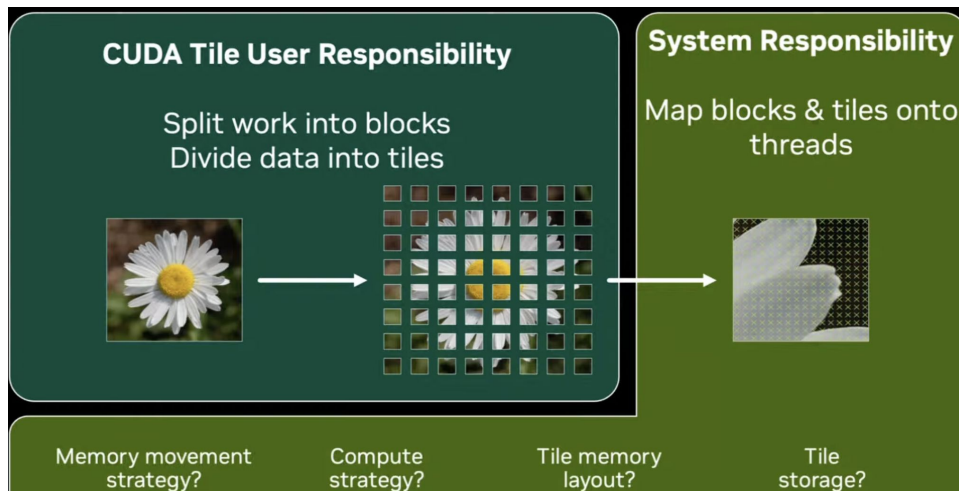 CUDA Tile User Responsibility
Split work into blocks
Divide data into tiles
System Responsibility
Map blocks & tiles onto
threads
Memory movement
strategy?
Compute
strategy?
Tile memory
layout?
Tile
storage?